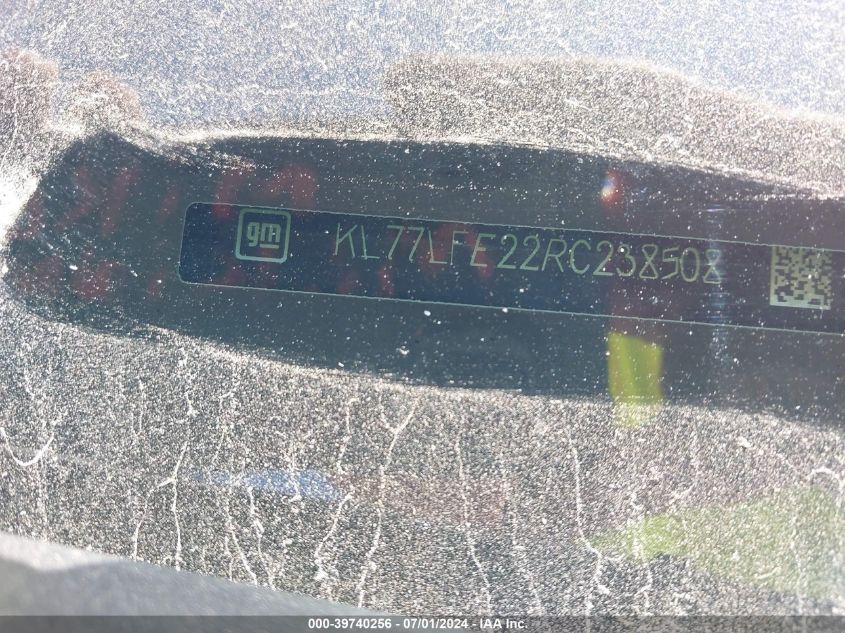 gm KL77LFE22RC238508
000-39740256 - 07/01/2024 - IAA Inc.